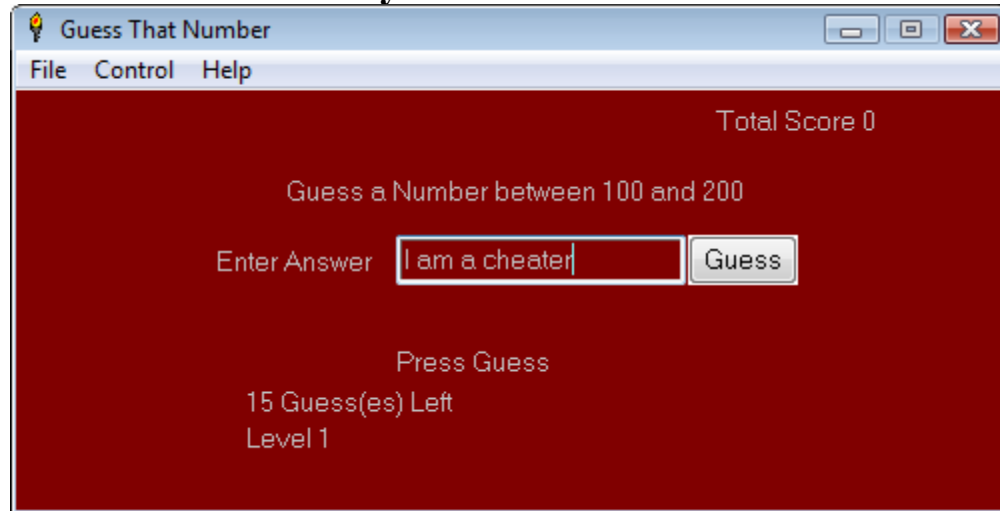 Guess That Number
File Control Help
Total Score 0
Guess a Number between 100 and 200
Enter Answer I am a cheater Guess
Press Guess
15 Guess(es) Left
Level 1